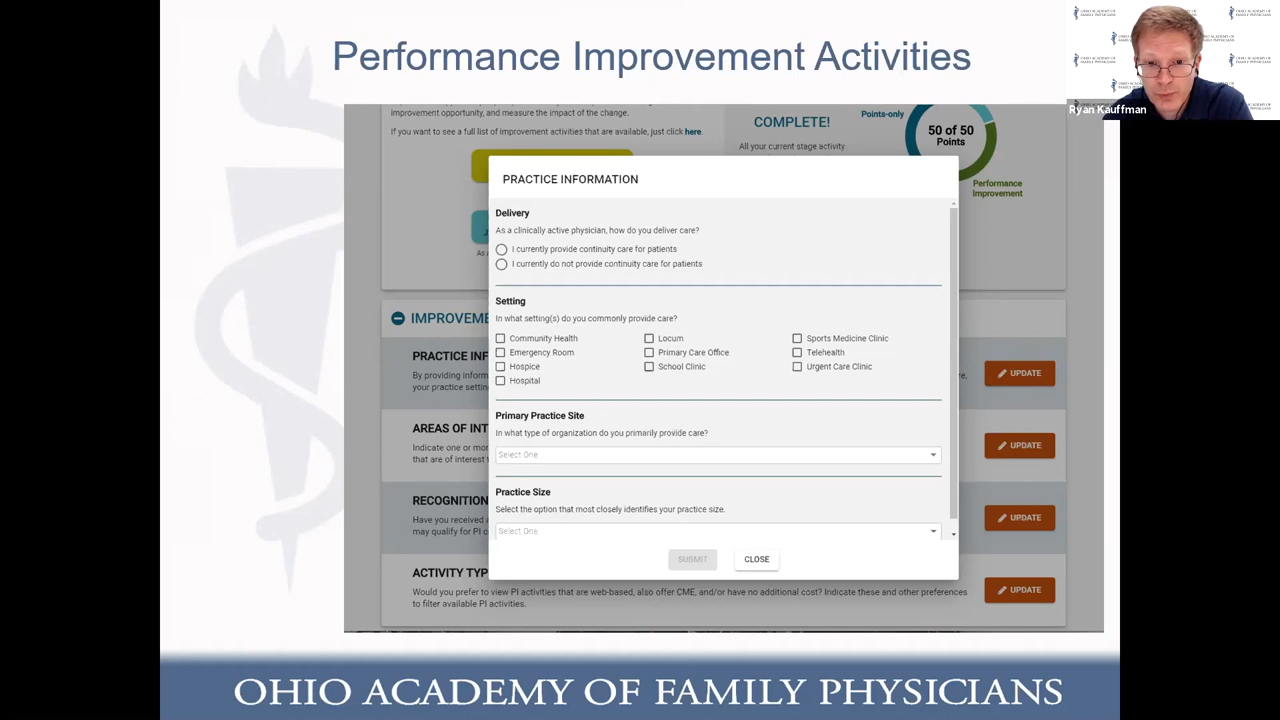 Performance Improvement Activities
OHIO ACADEMY OF
FAMILY PHYSICIANS
Ryan Kauffman
Improvement opportunity, and measure the impact of the change.
If you want to see a full list of improvement activities that are available, just click here.
COMPLETE!
All your current stage activity
Points-only
50 of 50
Points
Performance
Improvement
PRACTICE INFORMATION
Delivery
As a clinically active physician, how do you deliver care?
I currently provide continuity care for patients
I currently do not provide continuity care for patients
Setting
In what setting(s) do you commonly provide care?
Community Health
Locum
Sports Medicine Clinic
Emergency Room
Primary Care Office
Telehealth
Hospice
School Clinic
Urgent Care Clinic
Hospital
Primary Practice Site
In what type of organization do you primarily provide care?
Select One
Practice Size
Select the option that most closely identifies your practice size.
Select One
SUBMIT
CLOSE
IMPROVEME
PRACTICE INF
By providing inform
your practice setting
UPDATE
AREAS OF INT
Indicate one or mor
that are of interest t
UPDATE
RECOGNITION
Have you received a
may qualify for PI c
UPDATE
ACTIVITY TYP
Would you prefer to view PI activities that are web-based, also offer CME, and/or have no additional cost? Indicate these and other preferences
to filter available PI activities.
UPDATE
OHIO ACADEMY OF FAMILY PHYSICIANS